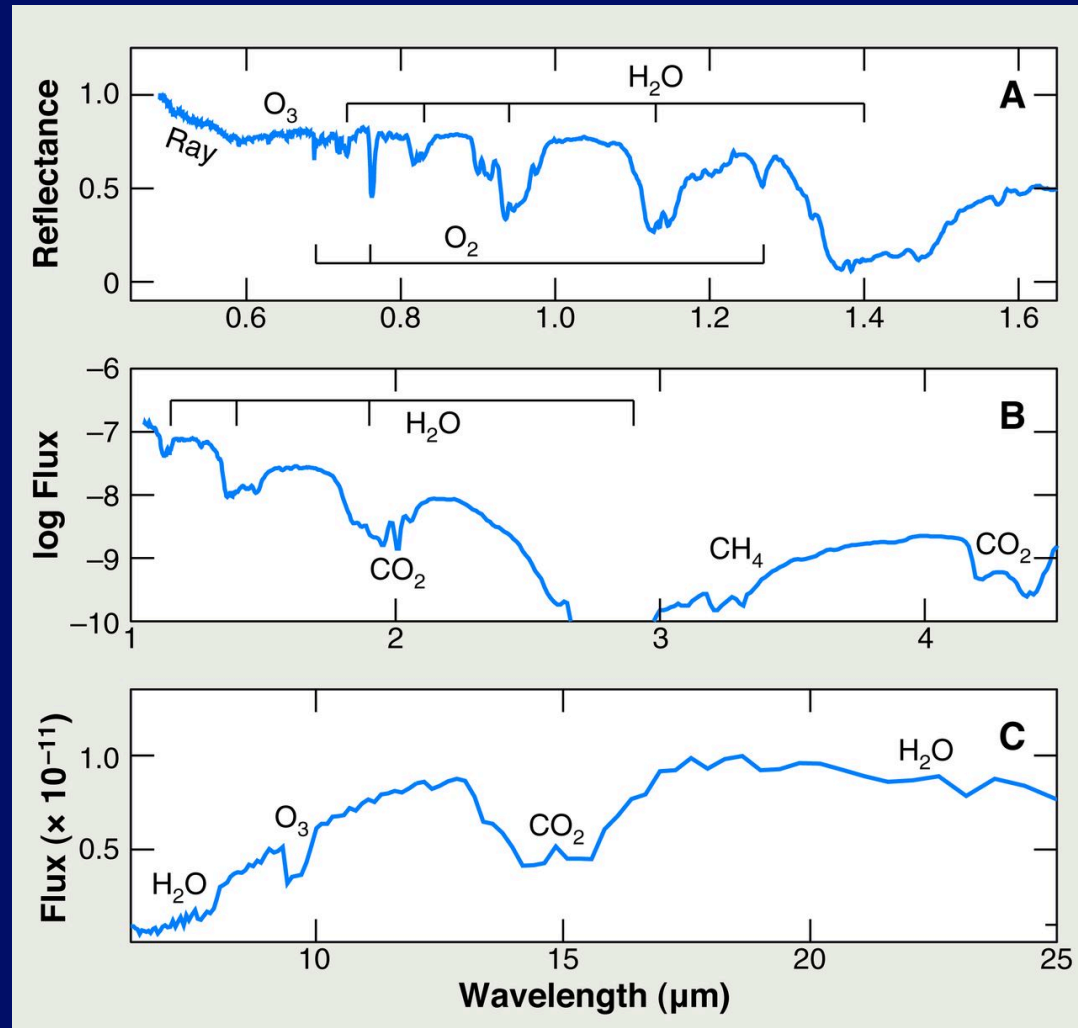 A
Reflectance
1.0
0.5
0
Ray
O₃
H₂O
O₂
0.6 0.8 1.0 1.2 1.4 1.6
B
log Flux
−6
−7
−8
−9
−10
H₂O
CO₂
CH₄
CO₂
1 2 3 4
C
Flux (× 10⁻¹¹)
1.0
0.5
H₂O
O₃
CO₂
H₂O
10 15 20 25
Wavelength (μm)